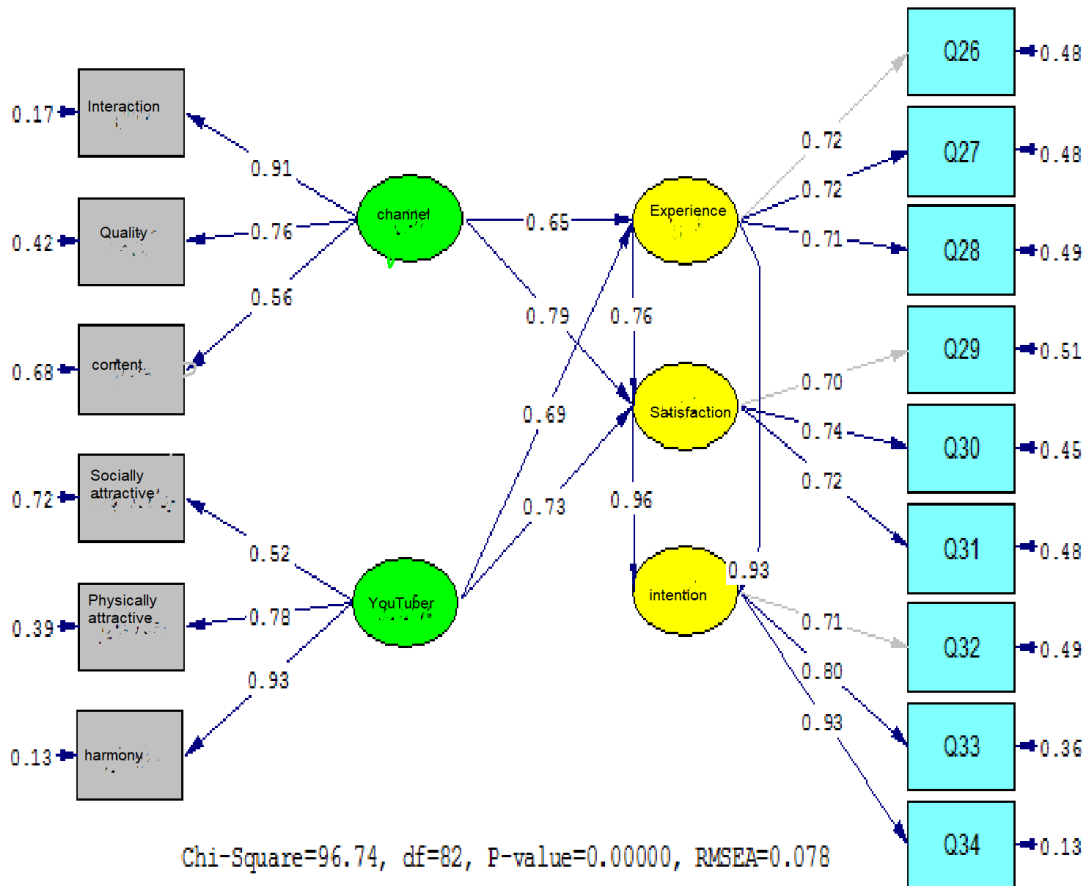 0.17
Interaction
0.91
0.42
Quality
0.76
0.68
content
0.56
0.72
Socially
attractive
0.52
0.39
Physically
attractive
0.78
0.13
harmony
0.93
channel
YouTuber
0.65
0.79
0.69
0.73
Experience
0.76
Satisfaction
0.96
intention
0.93
0.72
Q26
0.48
0.72
Q27
0.48
0.71
Q28
0.49
0.70
Q29
0.51
0.74
Q30
0.45
0.72
Q31
0.48
0.71
Q32
0.49
0.80
Q33
0.36
0.93
Q34
0.13
Chi-Square=96.74, df=82, P-value=0.00000, RMSEA=0.078